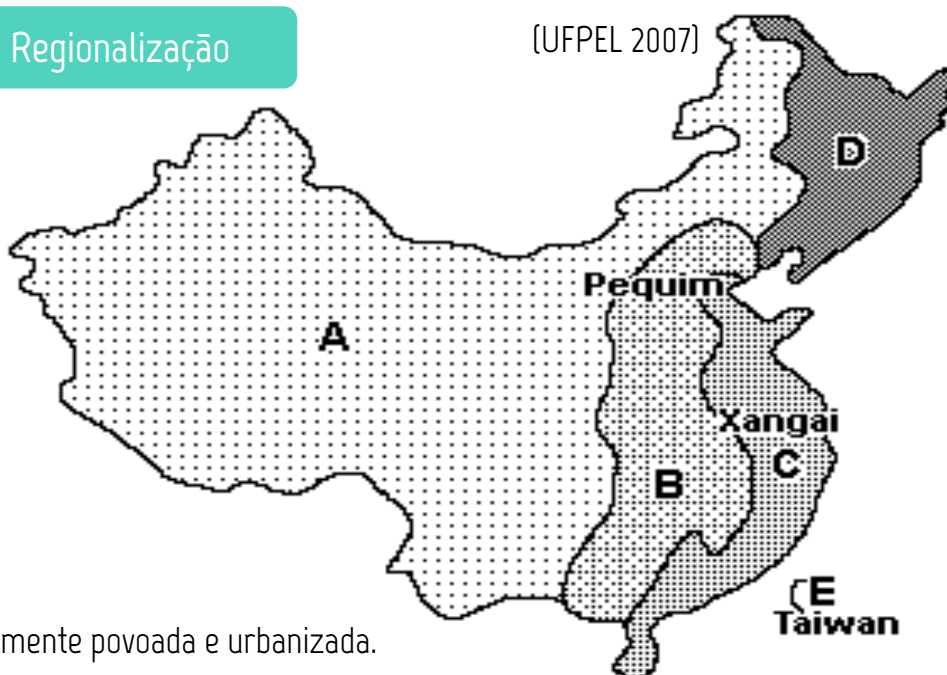 Regionalização
(UFPEL 2007)
D
Pequim
A
Xangai
C
B
E
Taiwan
mente povoada e urbanizada.